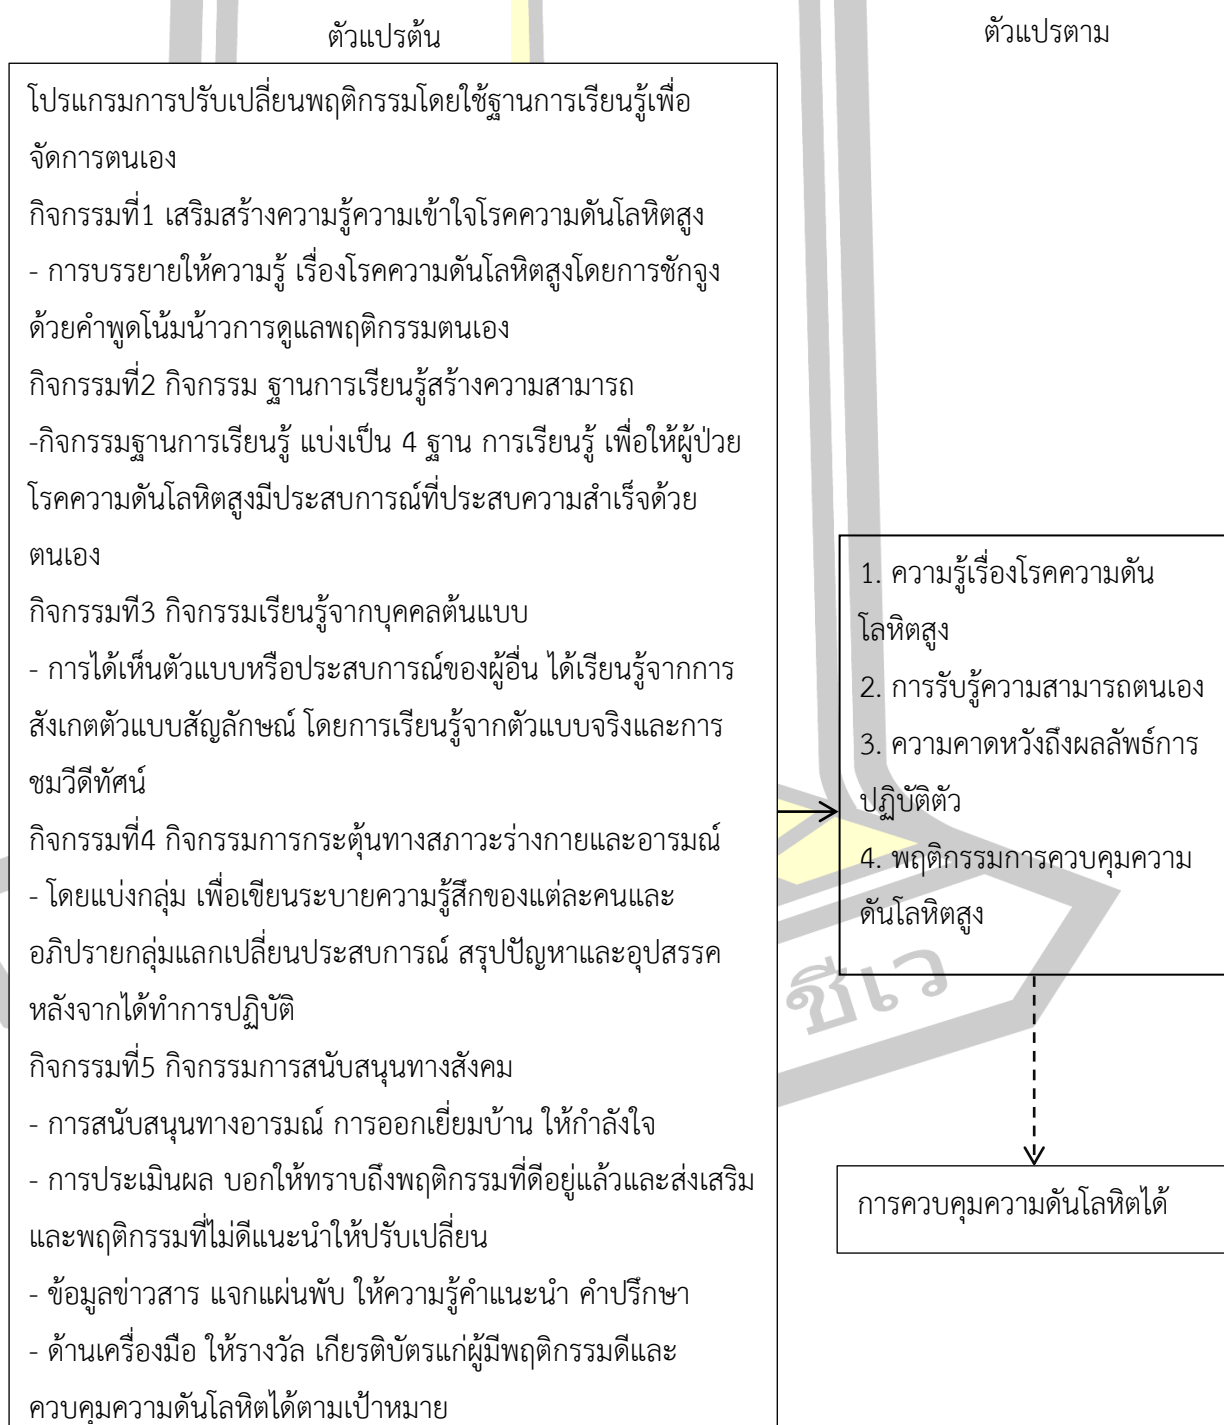 ตัวแปรต้น
ตัวแปรตาม
โปรแกรมการปรับเปลี่ยนพฤติกรรมโดยใช้ฐานการเรียนรู้เพื่อ
จัดการตนเอง
กิจกรรมที่1 เสริมสร้างความรู้ความเข้าใจโรคความดันโลหิตสูง
- การบรรยายให้ความรู้ เรื่องโรคความดันโลหิตสูงโดยการชักจูง
ด้วยคำพูดโน้มน้าวการดูแลพฤติกรรมตนเอง
กิจกรรมที่2 กิจกรรม ฐานการเรียนรู้สร้างความสามารถ
-กิจกรรมฐานการเรียนรู้ แบ่งเป็น 4 ฐาน การเรียนรู้ เพื่อให้ผู้ป่วย
โรคความดันโลหิตสูงมีประสบการณ์ที่ประสบความสำเร็จด้วย
ตนเอง
กิจกรรมที3 กิจกรรมเรียนรู้จากบุคคลต้นแบบ
- การได้เห็นตัวแบบหรือประสบการณ์ของผู้อื่น ได้เรียนรู้จากการ
สังเกตตัวแบบสัญลักษณ์ โดยการเรียนรู้จากตัวแบบจริงและการ
ชมวีดีทัศน์
กิจกรรมที่4 กิจกรรมการกระตุ้นทางสภาวะร่างกายและอารมณ์
- โดยแบ่งกลุ่ม เพื่อเขียนระบายความรู้สึกของแต่ละคนและ
อภิปรายกลุ่มแลกเปลี่ยนประสบการณ์ สรุปปัญหาและอุปสรรค
หลังจากได้ทำการปฏิบัติ
กิจกรรมที่5 กิจกรรมการสนับสนุนทางสังคม
- การสนับสนุนทางอารมณ์ การออกเยี่ยมบ้าน ให้กำลังใจ
- การประเมินผล บอกให้ทราบถึงพฤติกรรมที่ดีอยู่แล้วและส่งเสริม
และพฤติกรรมที่ไม่ดีแนะนำให้ปรับเปลี่ยน
- ข้อมูลข่าวสาร แจกแผ่นพับ ให้ความรู้คำแนะนำ คำปรึกษา
- ด้านเครื่องมือ ให้รางวัล เกียรติบัตรแก่ผู้มีพฤติกรรมดีและ
ควบคุมความดันโลหิตได้ตามเป้าหมาย
1. ความรู้เรื่องโรคความดัน
โลหิตสูง
2. การรับรู้ความสามารถตนเอง
3. ความคาดหวังถึงผลลัพธ์การ
ปฏิบัติตัว
4. พฤติกรรมการควบคุมความ
ดันโลหิตสูง
ชีเว
การควบคุมความดันโลหิตได้